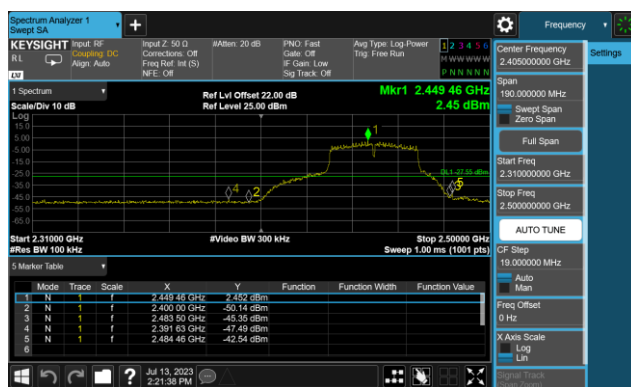 Spectrum Analyzer 1
Swept SA
Frequency
KEYSIGHT
RL
Input: RF
Coupling: DC
Align: Auto
Input Z: 50 Ω
Corrections: Off
Freq Ref: Int (S)
NFE: Off
#Atten: 20 dB
PNO: Fast
Gate: Off
IF Gain: Low
Sig Track: Off
Avg Type: Log-Power
Trig: Free Run
1 2 3 4 5 6
M W W W W W
P N N N N N
1 Spectrum
Scale/Div 10 dB
Ref Lvl Offset 22.00 dB
Ref Level 25.00 dBm
Mkr1 2.449 46 GHz
2.45 dBm
Log
15.0
5.00
-5.00
-15.0
-25.0
-35.0
-45.0
-55.0
-65.0
1
DL1 -27.55 dBm
4
2
5
Start 2.31000 GHz
#Res BW 100 kHz
#Video BW 300 kHz
Stop 2.50000 GHz
Sweep 1.00 ms (1001 pts)
5 Marker Table
Mode Trace Scale X Y Function Function Width Function Value
1 N 1 f 2.449 46 GHz 2.452 dBm
2 N 1 f 2.400 00 GHz -50.14 dBm
3 N 1 f 2.483 50 GHz -45.35 dBm
4 N 1 f 2.391 63 GHz -47.49 dBm
5 N 1 f 2.484 46 GHz -42.54 dBm
6
Jul 13, 2023
2:21:38 PM
Center Frequency
2.405000000 GHz
Settings
Span
190.000000 MHz
Swept Span
Zero Span
Full Span
Start Freq
2.310000000 GHz
Stop Freq
2.500000000 GHz
AUTO TUNE
CF Step
19.000000 MHz
Auto
Man
Freq Offset
0 Hz
X Axis Scale
Log
Lin
Signal Track
(Span Zoom)